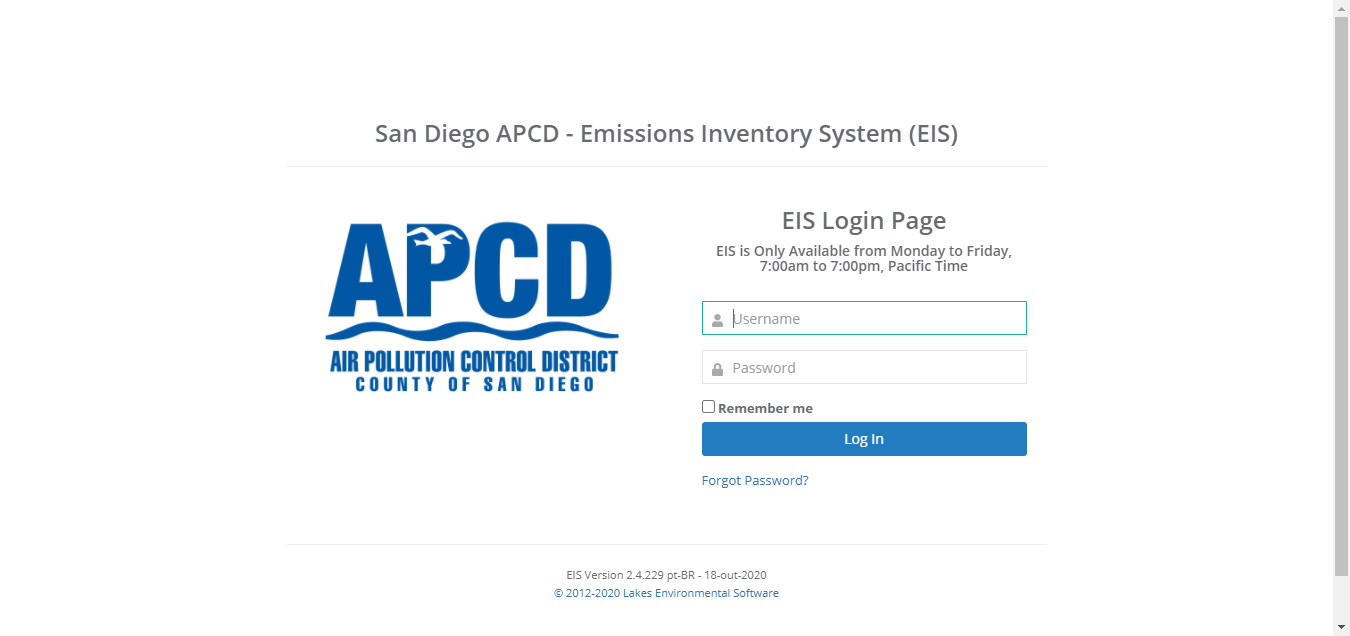 San Diego APCD - Emissions Inventory System (EIS)
APCD
AIR POLLUTION CONTROL DISTRICT
COUNTY OF SAN DIEGO
EIS Login Page
EIS is Only Available from Monday to Friday,
7:00am to 7:00pm, Pacific Time
Username
Password
Remember me
Log In
Forgot Password?
EIS Version 2.4.229 pt-BR - 18-out-2020
© 2012-2020 Lakes Environmental Software